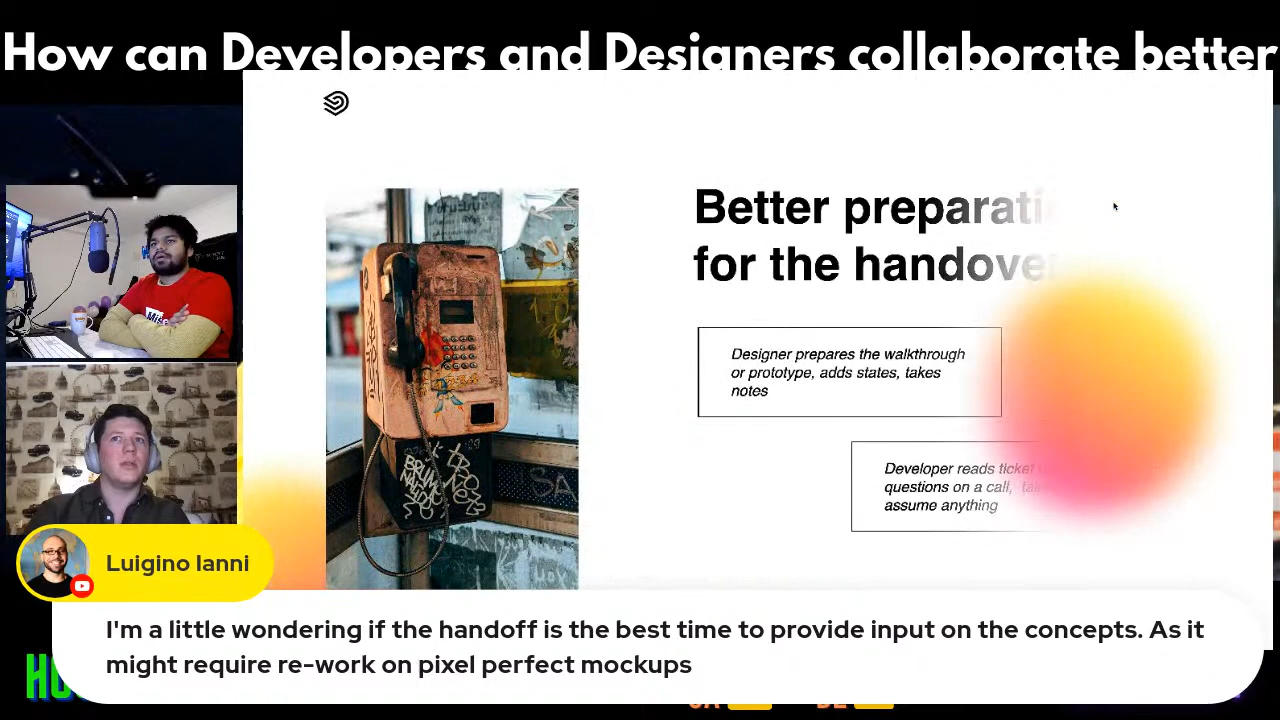 How can Developers and Designers collaborate better
Better preparati
for the handove
Designer prepares the walkthrough
or prototype, adds states, takes
notes
Developer reads ticket
questions on a call,
assume anything
Luigino Ianni
I'm a little wondering if the handoff is the best time to provide input on the concepts. As it
might require re-work on pixel perfect mockups